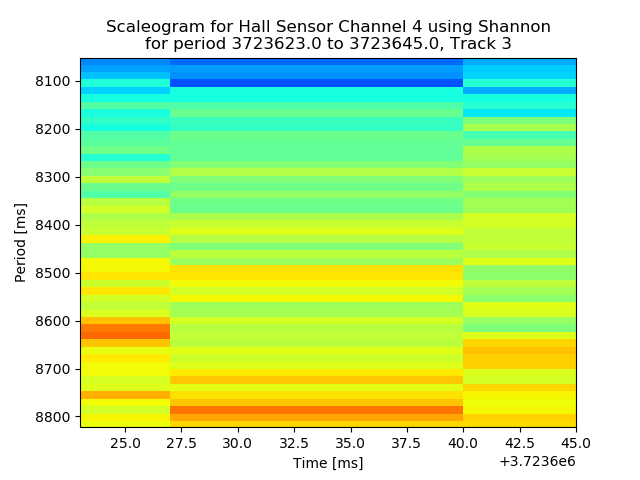 Scaleogram for Hall Sensor Channel 4 using Shannon
for period 3723623.0 to 3723645.0, Track 3
8100
8200
8300
8400
8500
8600
8700
8800
Period [ms]
25.0 27.5 30.0 32.5 35.0 37.5 40.0 42.5 45.0
Time [ms]
+3.7236e6